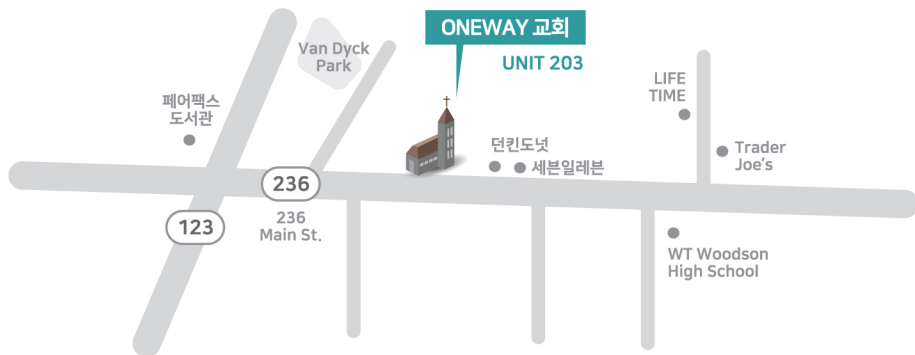 ONEWAY 교회
UNIT 203
Van Dyck
Park
페어팩스
도서관
LIFE
TIME
던킨도넛
세븐일레븐
Trader
Joe's
236
236
Main St.
123
WT Woodson
High School